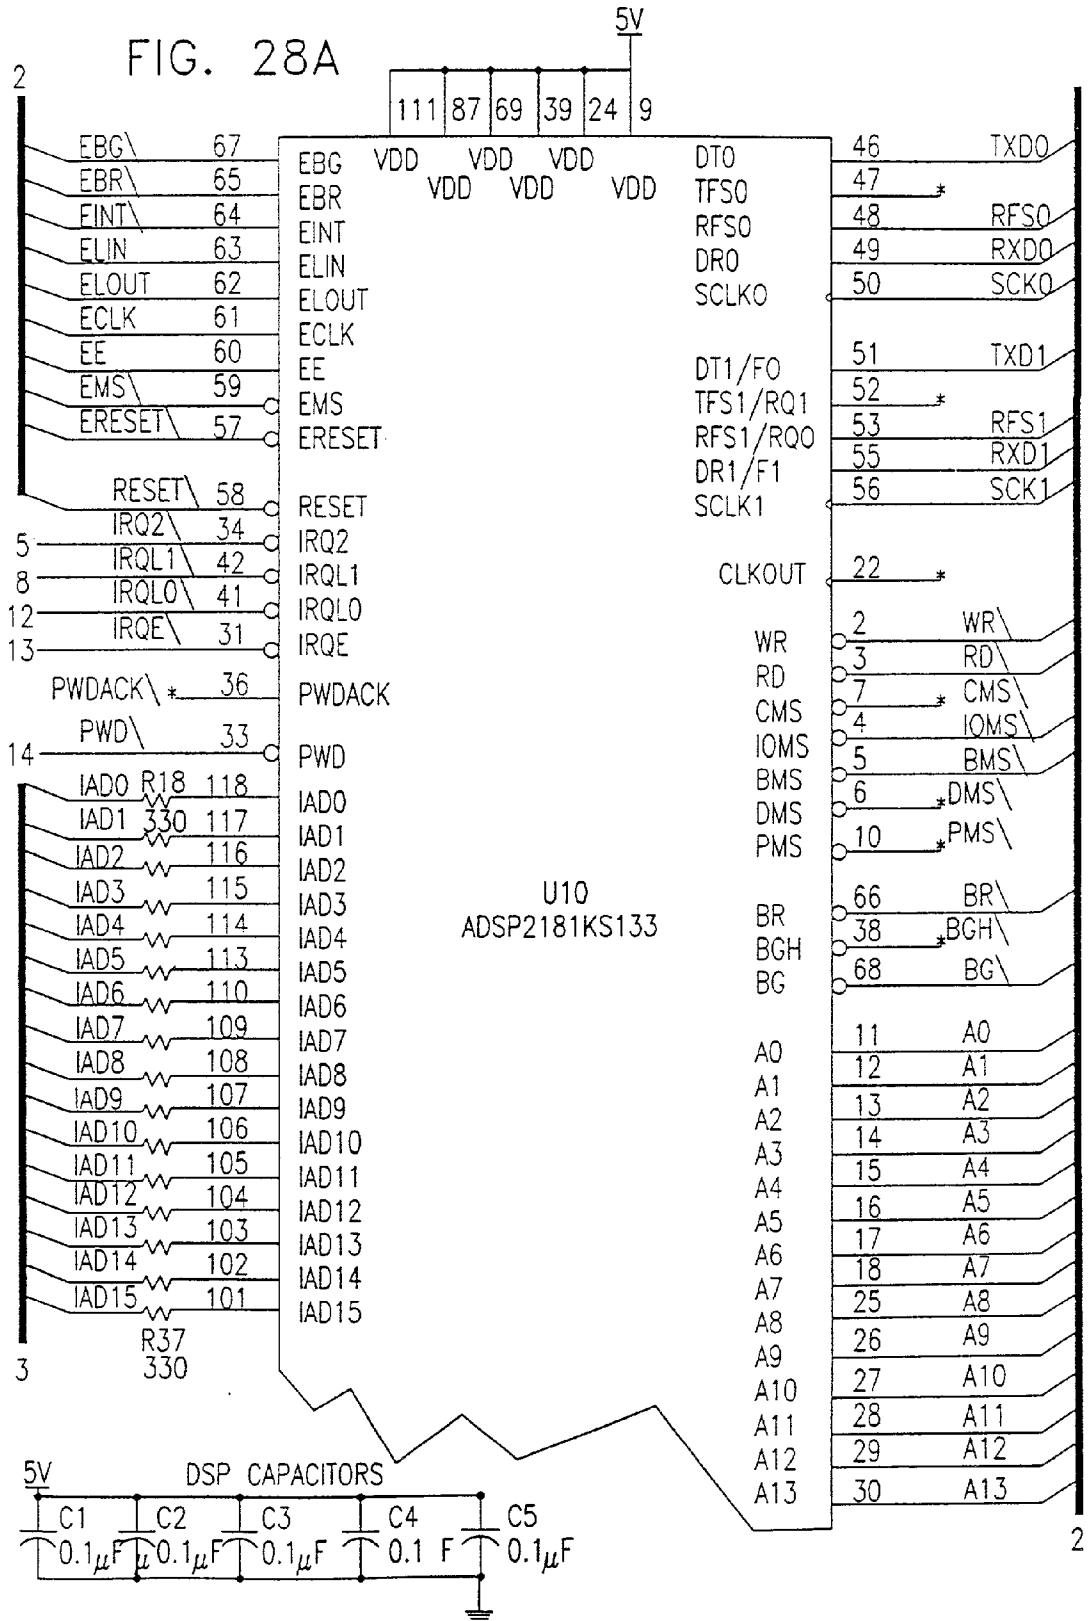 FIG. 28A
5V
2
111 87 69 39 24 9
VDD VDD VDD
VDD VDD VDD
EBG\ 67 EBG
EBR\ 65 EBR
EINT\ 64 EINT
ELIN 63 ELIN
ELOUT 62 ELOUT
ECLK 61 ECLK
EE 60 EE
EMS\ 59 EMS
ERESET\ 57 ERESET
RESET\ 58 RESET
5 IRQ2\ 34 IRQ2
8 IRQL1\ 42 IRQL1
12 IRQL0\ 41 IRQL0
13 IRQE\ 31 IRQE
PWDACK\ * 36 PWDACK
14 PWD\ 33 PWD
IAD0 R18 118 IAD0
IAD1 330 117 IAD1
IAD2 116 IAD2
IAD3 115 IAD3
IAD4 114 IAD4
IAD5 113 IAD5
IAD6 110 IAD6
IAD7 109 IAD7
IAD8 108 IAD8
IAD9 107 IAD9
IAD10 106 IAD10
IAD11 105 IAD11
IAD12 104 IAD12
IAD13 103 IAD13
IAD14 102 IAD14
IAD15 101 IAD15
R37
330
3
U10
ADSP2181KS133
DT0 46 TXD0
TFS0 47 *
RFS0 48 RFS0
DR0 49 RXD0
SCLK0 50 SCK0
DT1/F0 51 TXD1
TFS1/RQ1 52 *
RFS1/RQ0 53 RFS1
DR1/F1 55 RXD1
SCLK1 56 SCK1
CLKOUT 22 *
WR 2 WR\
RD 3 RD\
CMS 7 * CMS\
IOMS 4 IOMS\
BMS 5 BMS\
DMS 6 * DMS\
PMS 10 * PMS\
BR 66 BR\
BGH 38 * BGH\
BG 68 BG\
A0 11 A0
A1 12 A1
A2 13 A2
A3 14 A3
A4 15 A4
A5 16 A5
A6 17 A6
A7 18 A7
A8 25 A8
A9 26 A9
A10 27 A10
A11 28 A11
A12 29 A12
A13 30 A13
2
5V DSP CAPACITORS
C1 C2 C3 C4 C5
0.1μF μ 0.1μF 0.1μF 0.1 F 0.1μF